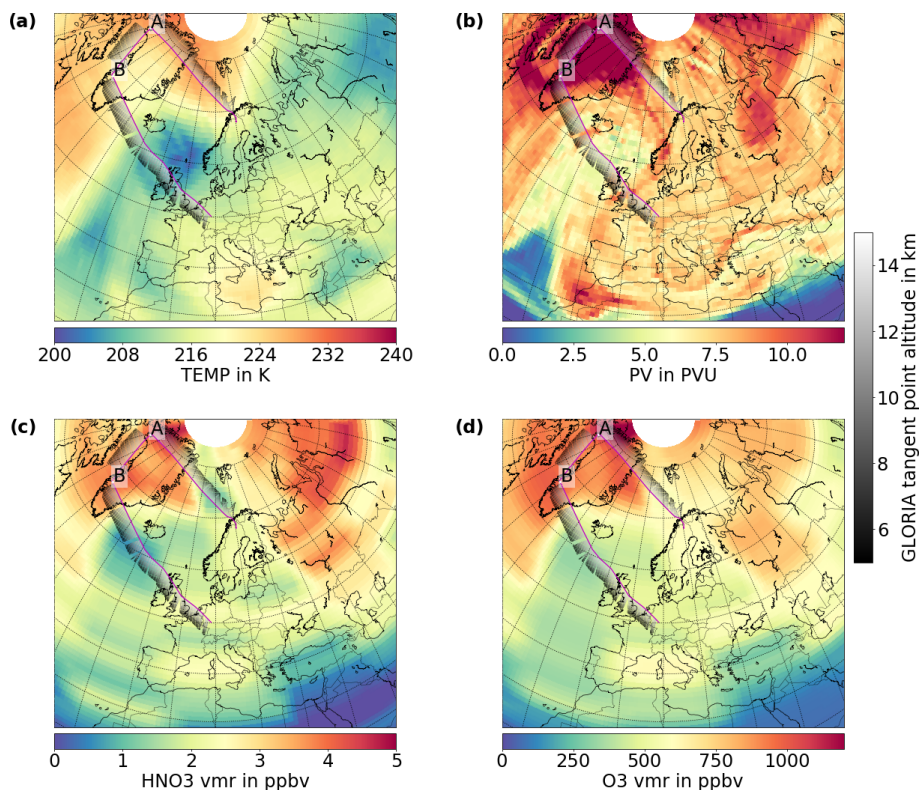 (a)
A
B
200 208 216 224 232 240
TEMP in K
(b)
A
B
0.0 2.5 5.0 7.5 10.0
PV in PVU
14
12
10
8
6
GLORIA tangent point altitude in km
(c)
A
B
0 1 2 3 4 5
HNO3 vmr in ppbv
(d)
A
B
0 250 500 750 1000
O3 vmr in ppbv